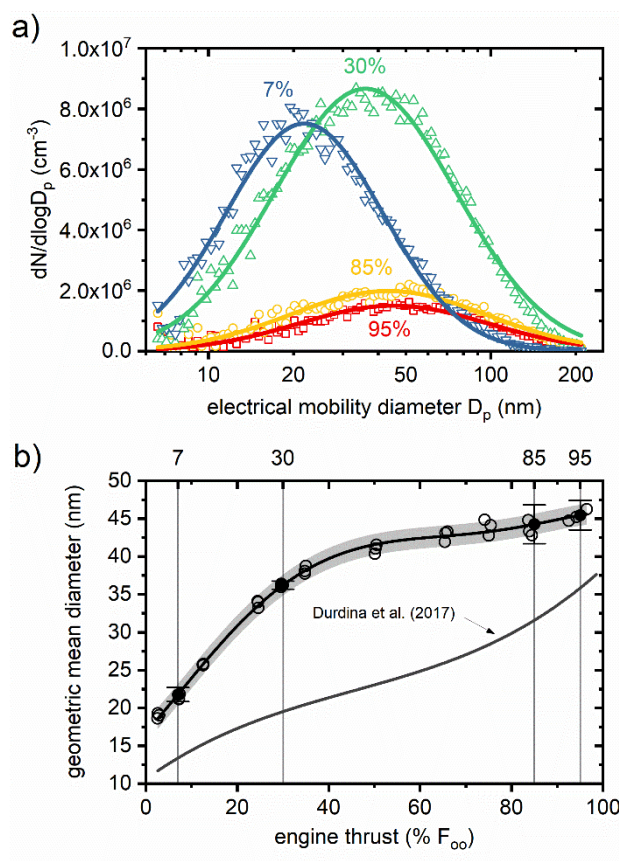 a)
1.0x10⁷
8.0x10⁶
6.0x10⁶
4.0x10⁶
2.0x10⁶
0.0
dN/dlogDₚ (cm⁻³)
7%
30%
85%
95%
10 20 50 100 200
electrical mobility diameter Dₚ (nm)
b)
7 30 85 95
50
45
40
35
30
25
20
15
10
geometric mean diameter (nm)
Durdina et al. (2017)
0 20 40 60 80 100
engine thrust (% F₀₀)